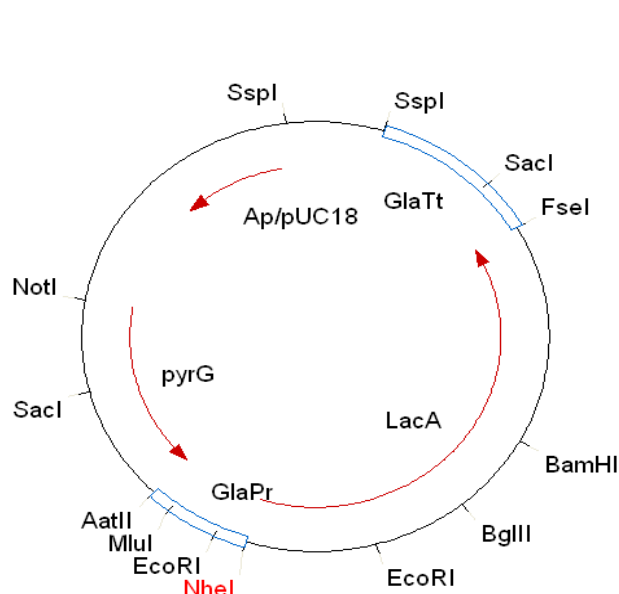 SspI
SspI
SacI
GlaTt
FseI
Ap/pUC18
NotI
pyrG
SacI
LacA
BamHI
GlaPr
AatII
BglII
MluI
EcoRI
EcoRI
NheI